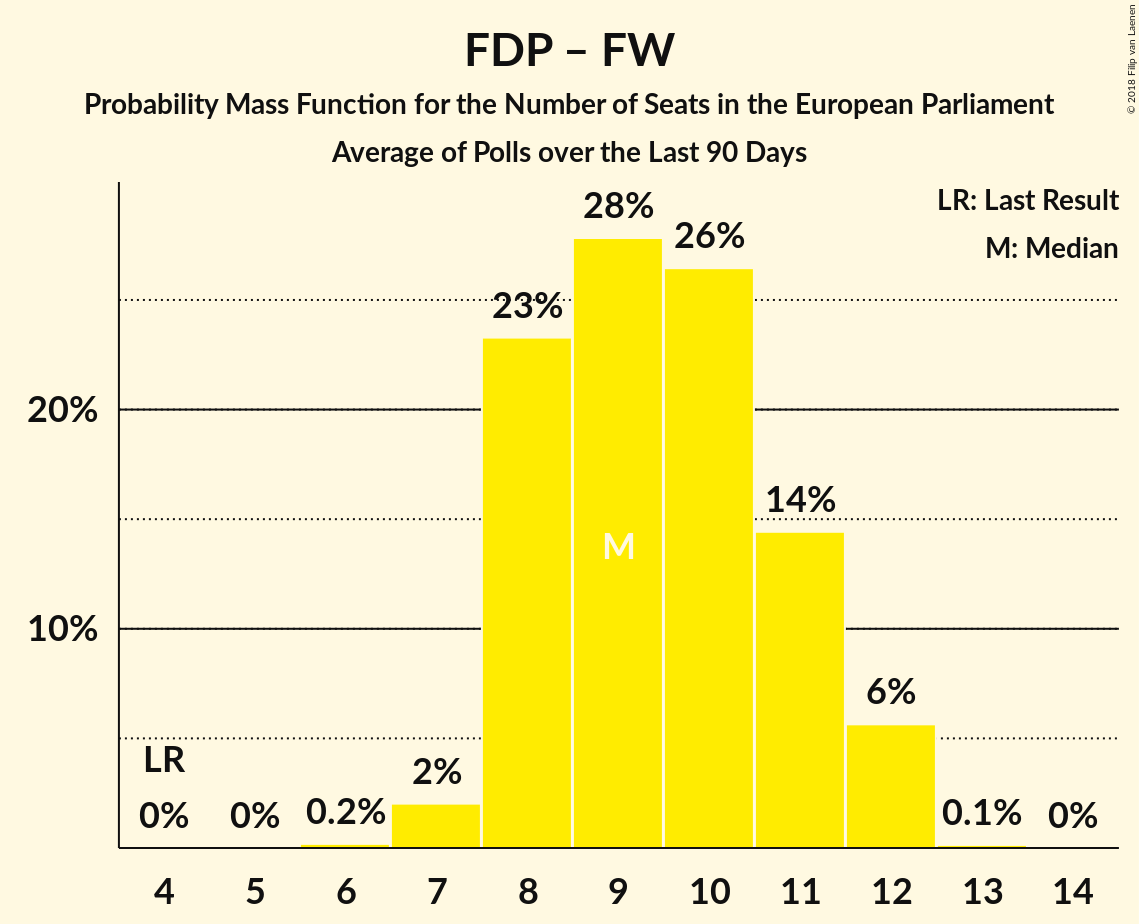 FDP – FW
Probability Mass Function for the Number of Seats in the European Parliament
Average of Polls over the Last 90 Days
© 2018 Filip van Laenen
LR: Last Result
M: Median
28%
26%
23%
20%
14%
M
10%
6%
LR
2%
0%
0%
0.2%
0.1%
0%
4 5 6 7 8 9 10 11 12 13 14